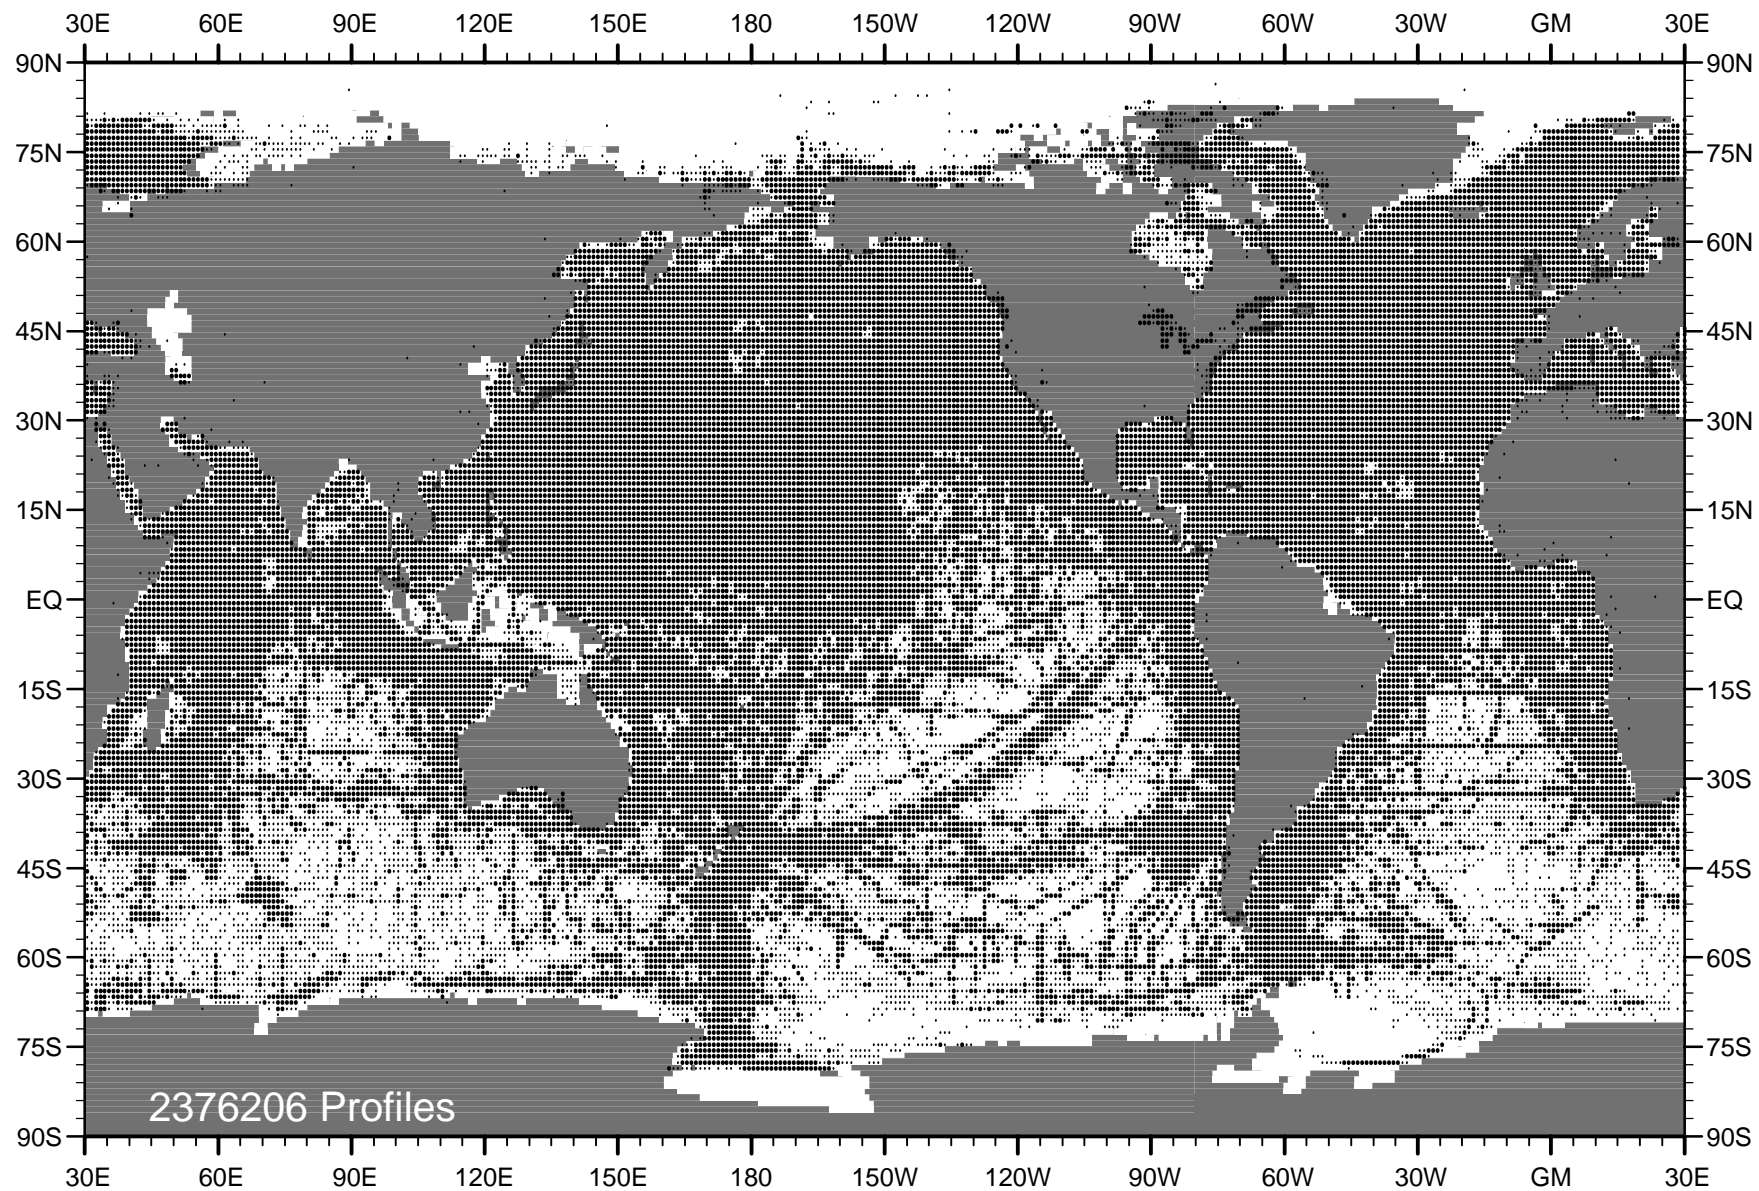 30E 60E 90E 120E 150E 180 150W 120W 90W 60W 30W GM 30E
90N 90N
75N 75N
60N 60N
45N 45N
30N 30N
15N 15N
EQ EQ
15S 15S
30S 30S
45S 45S
60S 60S
75S 75S
2376206 Profiles
90S 90S
30E 60E 90E 120E 150E 180 150W 120W 90W 60W 30W GM 30E